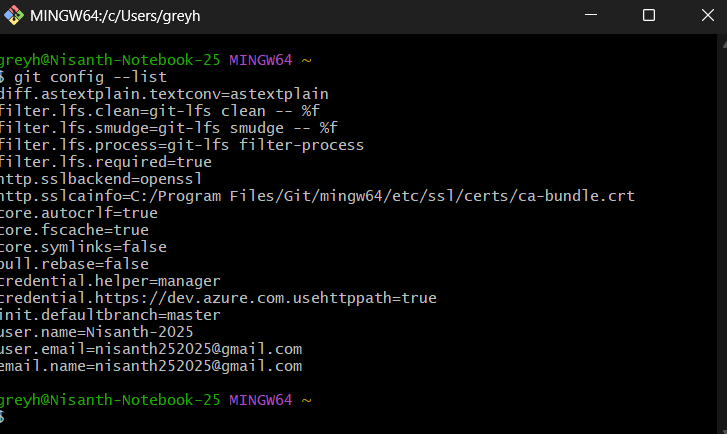 MINGW64:/c/Users/greyh
greyh@Nisanth-Notebook-25 MINGW64 ~
$ git config --list
diff.astextplain.textconv=astextplain
filter.lfs.clean=git-lfs clean -- %f
filter.lfs.smudge=git-lfs smudge -- %f
filter.lfs.process=git-lfs filter-process
filter.lfs.required=true
http.sslbackend=openssl
http.sslcainfo=C:/Program Files/Git/mingw64/etc/ssl/certs/ca-bundle.crt
core.autocrlf=true
core.fscache=true
core.symlinks=false
pull.rebase=false
credential.helper=manager
credential.https://dev.azure.com.usehttppath=true
init.defaultbranch=master
user.name=Nisanth-2025
user.email=nisanth252025@gmail.com
email.name=nisanth252025@gmail.com
greyh@Nisanth-Notebook-25 MINGW64 ~
$